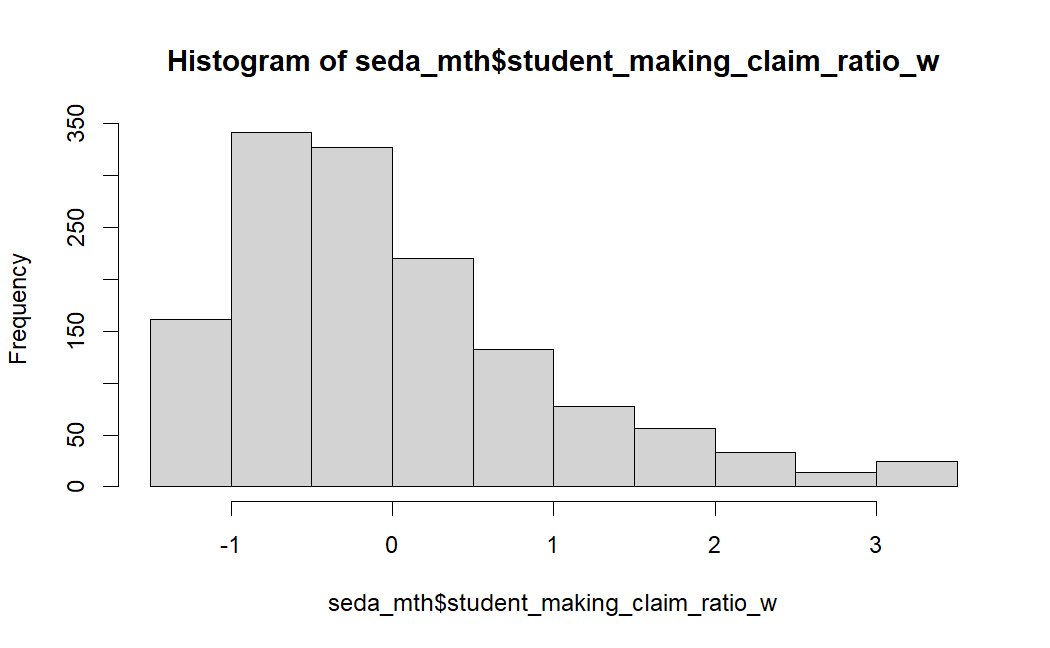 Histogram of seda_mth$student_making_claim_ratio_w
Frequency
350
250
150
50
0
-1 0 1 2 3
seda_mth$student_making_claim_ratio_w